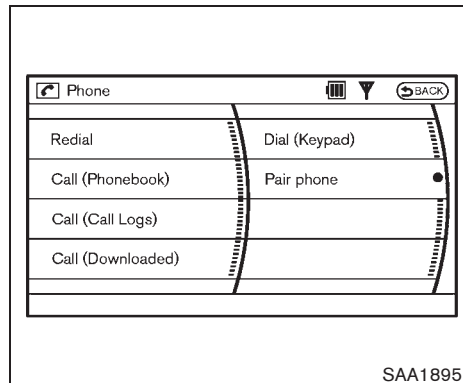 Phone
BACK
Redial
Dial (Keypad)
Call (Phonebook)
Pair phone
Call (Call Logs)
Call (Downloaded)
SAA1895